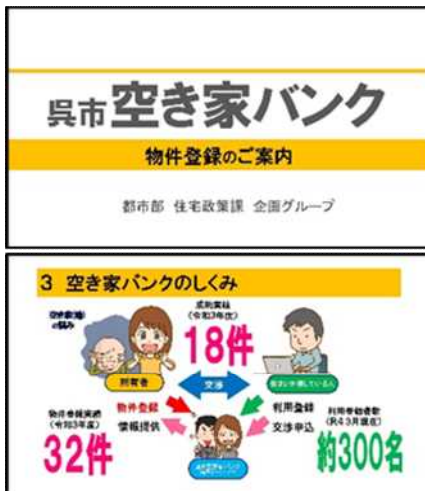 呉市空き家バンク
物件登録のご案内
都市部 住宅政策課 企画グループ
3 空き家バンクのしくみ
成約実績
(令和3年度)
18件
所有者
交渉
物件登録実績
(令和3年度)
32件
物件登録
情報提供
利用登録
交渉申込
利用登録者数
(R4 3月現在)
約300名